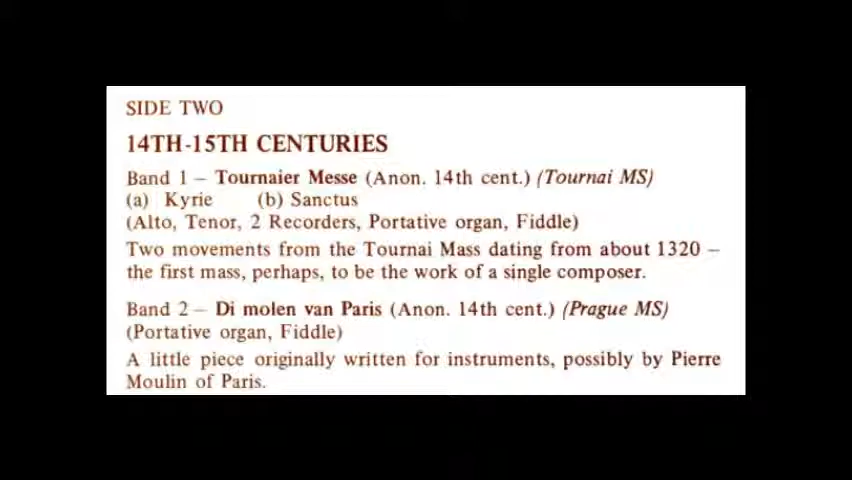 SIDE TWO
14TH-15TH CENTURIES
Band 1 – Tournaier Messe (Anon. 14th cent.) (Tournai MS)
(a) Kyrie (b) Sanctus
(Alto, Tenor, 2 Recorders, Portative organ, Fiddle)
Two movements from the Tournai Mass dating from about 1320 –
the first mass, perhaps, to be the work of a single composer.
Band 2 – Di molen van Paris (Anon. 14th cent.) (Prague MS)
(Portative organ, Fiddle)
A little piece originally written for instruments, possibly by Pierre
Moulin of Paris.